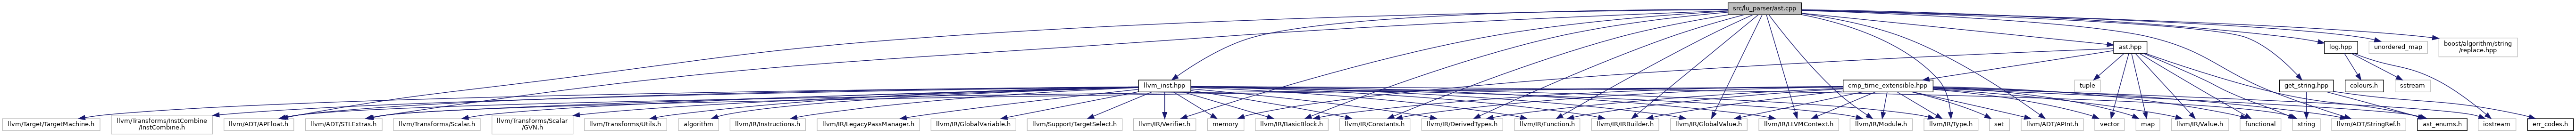 src/lu_parser/ast.cpp
ast.hpp
log.hpp
unordered_map
boost/algorithm/string
/replace.hpp
llvm_inst.hpp
cmp_time_extensible.hpp
tuple
get_string.hpp
colours.h
sstream
llvm/Target/TargetMachine.h
llvm/Transforms/InstCombine
/InstCombine.h
llvm/ADT/APFloat.h
llvm/ADT/STLExtras.h
llvm/Transforms/Scalar.h
llvm/Transforms/Scalar
/GVN.h
llvm/Transforms/Utils.h
algorithm
llvm/IR/Instructions.h
llvm/IR/LegacyPassManager.h
llvm/IR/GlobalVariable.h
llvm/Support/TargetSelect.h
llvm/IR/Verifier.h
memory
llvm/IR/BasicBlock.h
llvm/IR/Constants.h
llvm/IR/DerivedTypes.h
llvm/IR/Function.h
llvm/IR/IRBuilder.h
llvm/IR/GlobalValue.h
llvm/IR/LLVMContext.h
llvm/IR/Module.h
llvm/IR/Type.h
set
llvm/ADT/APInt.h
vector
map
llvm/IR/Value.h
functional
string
llvm/ADT/StringRef.h
ast_enums.h
iostream
err_codes.h